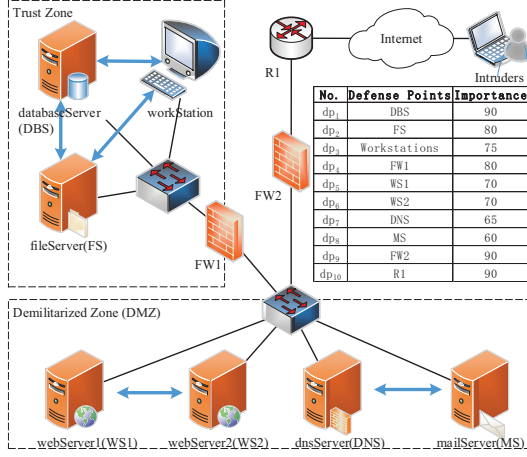 Trust Zone
databaseServer
(DBS)
workStation
fileServer(FS)
FW1
R1
Internet
Intruders
FW2
No. Defense Points Importance
dp1 DBS 90
dp2 FS 80
dp3 Workstations 75
dp4 FW1 80
dp5 WS1 70
dp6 WS2 70
dp7 DNS 65
dp8 MS 60
dp9 FW2 90
dp10 R1 90
Demilitarized Zone (DMZ)
webServer1(WS1)
webServer2(WS2)
dnsServer(DNS)
mailServer(MS)